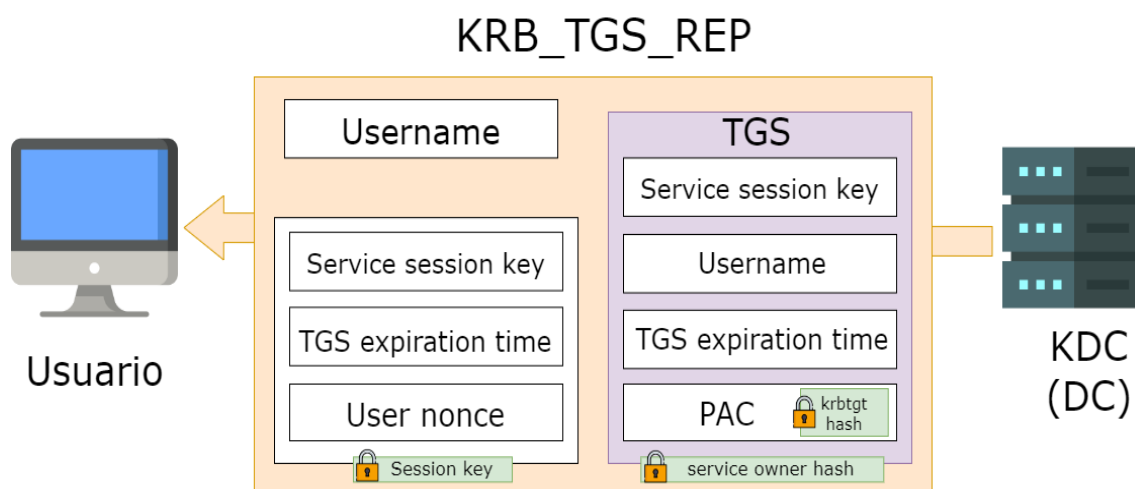 KRB_TGS_REP
Username
Service session key
TGS expiration time
User nonce
Session key
TGS
Service session key
Username
TGS expiration time
PAC
krbtgt
hash
service owner hash
Usuario
KDC
(DC)